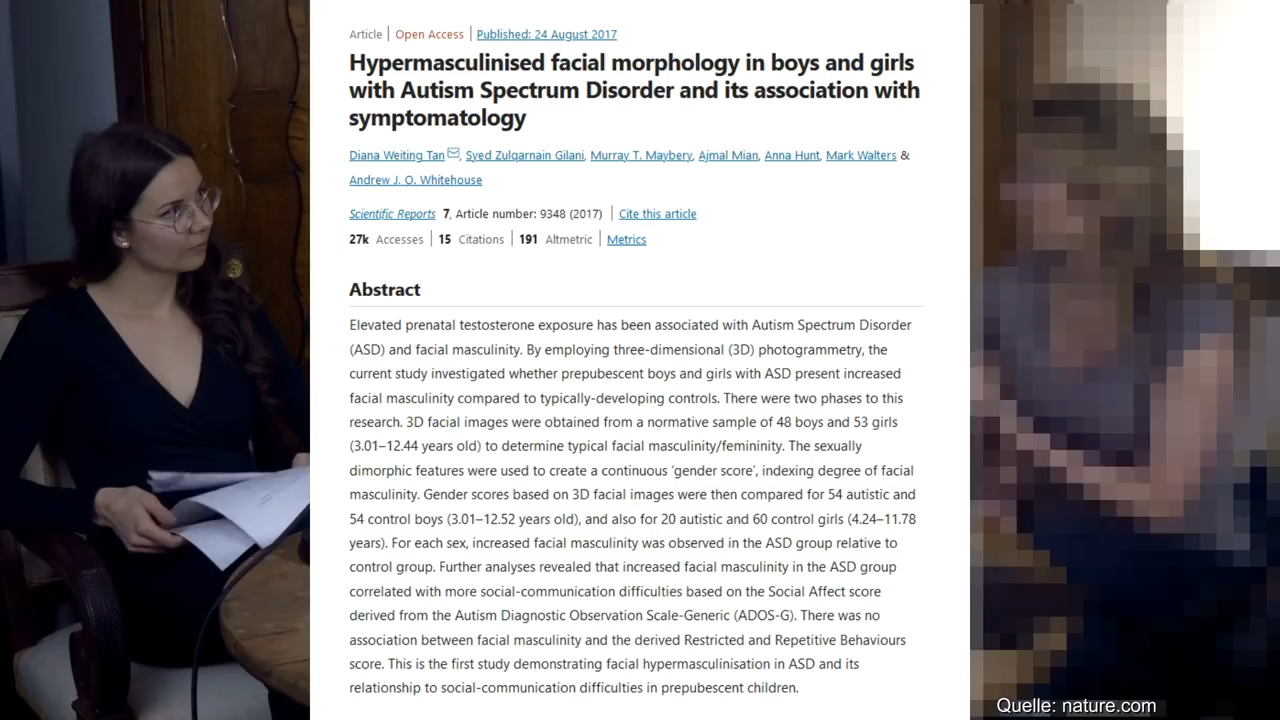 Article | Open Access | Published: 24 August 2017
Hypermasculinised facial morphology in boys and girls
with Autism Spectrum Disorder and its association with
symptomatology
Diana Weiting Tan, Syed Zulqarnain Gilani, Murray T. Maybery, Ajmal Mian, Anna Hunt, Mark Walters &
Andrew J. O. Whitehouse
Scientific Reports 7, Article number: 9348 (2017) | Cite this article
27k Accesses | 15 Citations | 191 Altmetric | Metrics
Abstract
Elevated prenatal testosterone exposure has been associated with Autism Spectrum Disorder
(ASD) and facial masculinity. By employing three-dimensional (3D) photogrammetry, the
current study investigated whether prepubescent boys and girls with ASD present increased
facial masculinity compared to typically-developing controls. There were two phases to this
research. 3D facial images were obtained from a normative sample of 48 boys and 53 girls
(3.01–12.44 years old) to determine typical facial masculinity/femininity. The sexually
dimorphic features were used to create a continuous ‘gender score’, indexing degree of facial
masculinity. Gender scores based on 3D facial images were then compared for 54 autistic and
54 control boys (3.01–12.52 years old), and also for 20 autistic and 60 control girls (4.24–11.78
years). For each sex, increased facial masculinity was observed in the ASD group relative to
control group. Further analyses revealed that increased facial masculinity in the ASD group
correlated with more social-communication difficulties based on the Social Affect score
derived from the Autism Diagnostic Observation Scale-Generic (ADOS-G). There was no
association between facial masculinity and the derived Restricted and Repetitive Behaviours
score. This is the first study demonstrating facial hypermasculinisation in ASD and its
relationship to social-communication difficulties in prepubescent children.
Quelle: nature.com